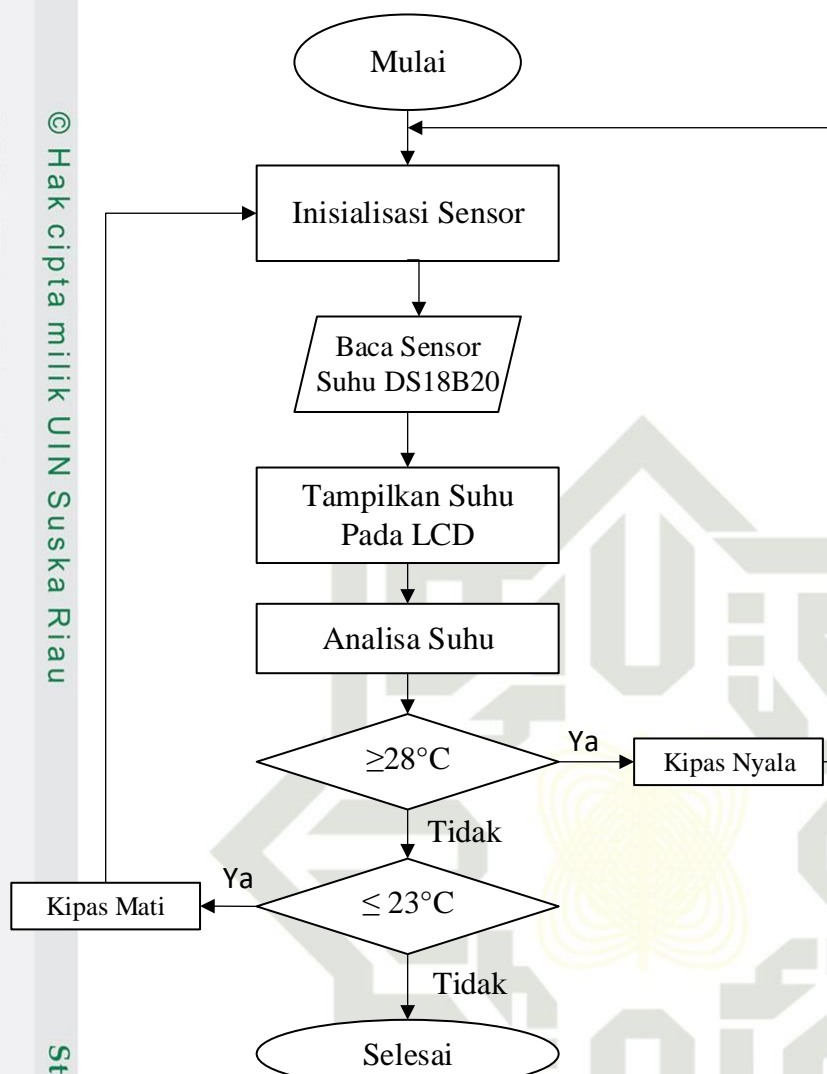 Mulai
Inisialisasi Sensor
Baca Sensor
Suhu DS18B20
Tampilkan Suhu
Pada LCD
Analisa Suhu
≥28°C
Ya
Kipas Nyala
Tidak
≤ 23°C
Ya
Kipas Mati
Tidak
Selesai
© Hak cipta milik UIN Suska Riau